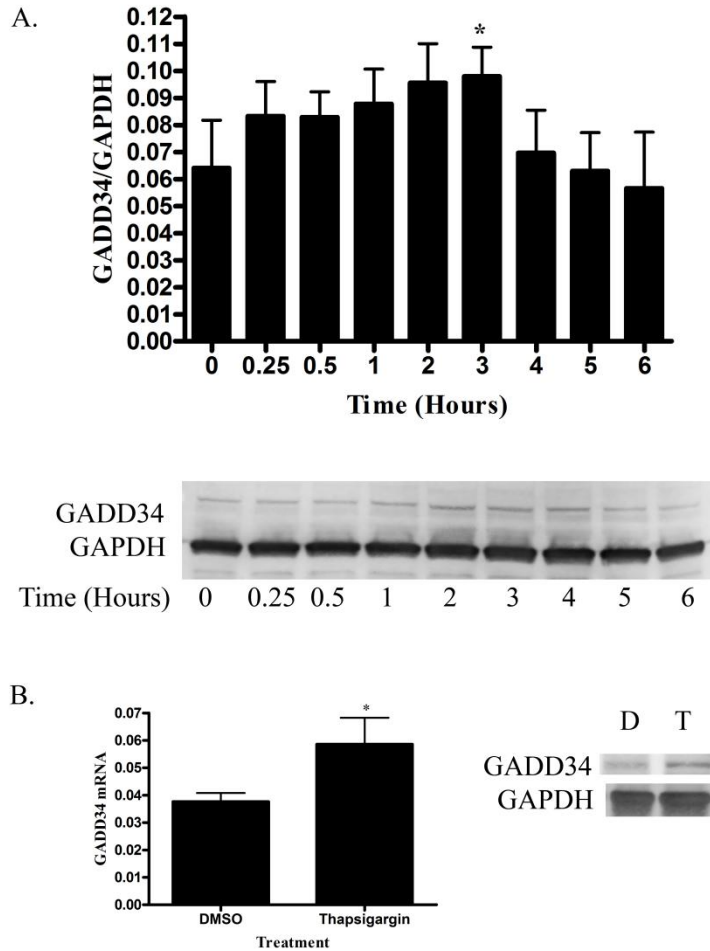 A.
GADD34/GAPDH
0.12
0.11
0.10
0.09
0.08
0.07
0.06
0.05
0.04
0.03
0.02
0.01
0.00
*
0 0.25 0.5 1 2 3 4 5 6
Time (Hours)
GADD34
GAPDH
Time (Hours) 0 0.25 0.5 1 2 3 4 5 6
B.
GADD34 mRNA
0.07
0.06
0.05
0.04
0.03
0.02
0.01
0.00
*
DMSO Thapsigargin
Treatment
D T
GADD34
GAPDH